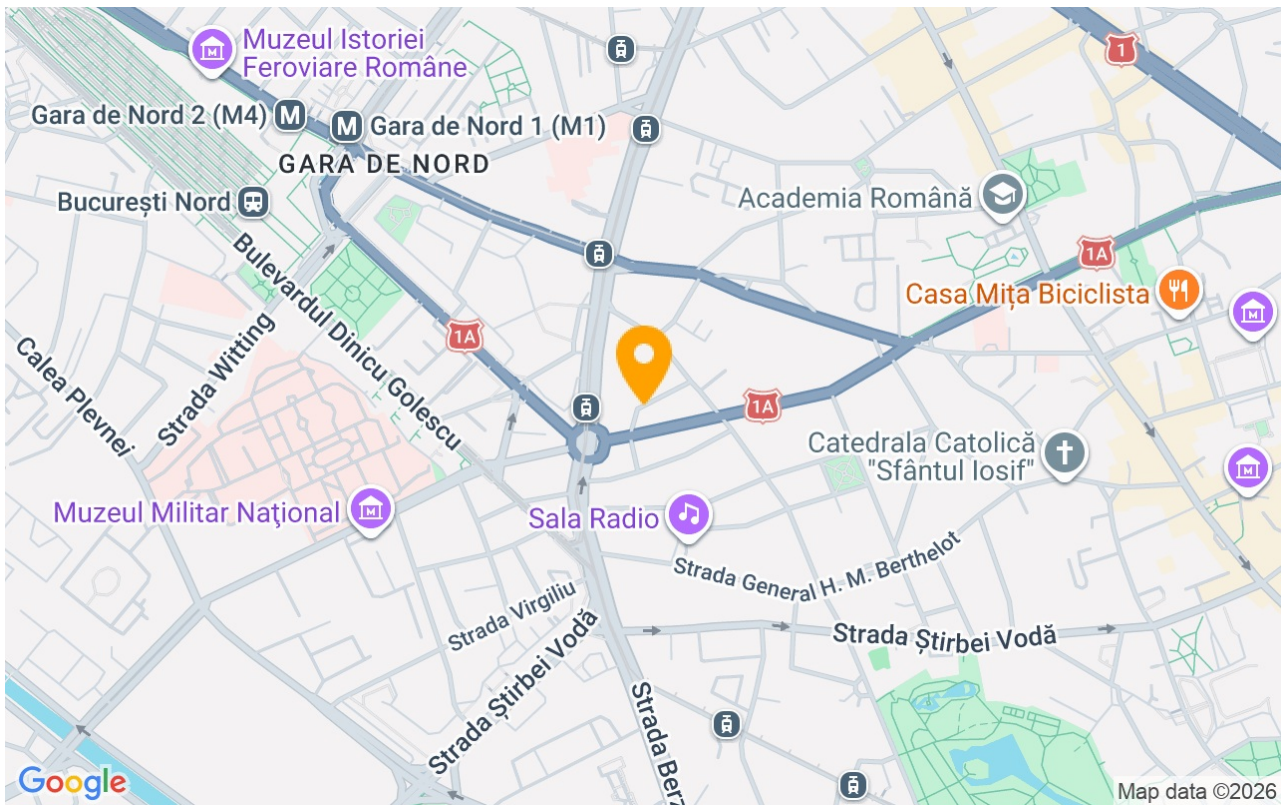 Muzeul Istoriei
Feroviare Române
1
Gara de Nord 2 (M4)
M
M
Gara de Nord 1 (M1)
GARA DE NORD
București Nord
Academia Română
Bulevardul Dinicu Golescu
1A
Casa Mița Biciclista
Strada Witting
1A
Calea Plevnei
1A
Catedrala Catolică
"Sfântul Iosif"
Muzeul Militar Naţional
Sala Radio
Strada General H. M. Berthelot
Strada Virgiliu
Strada Știrbei Vodă
Strada Știrbei Vodă
Strada Berz
Google
Map data ©2026